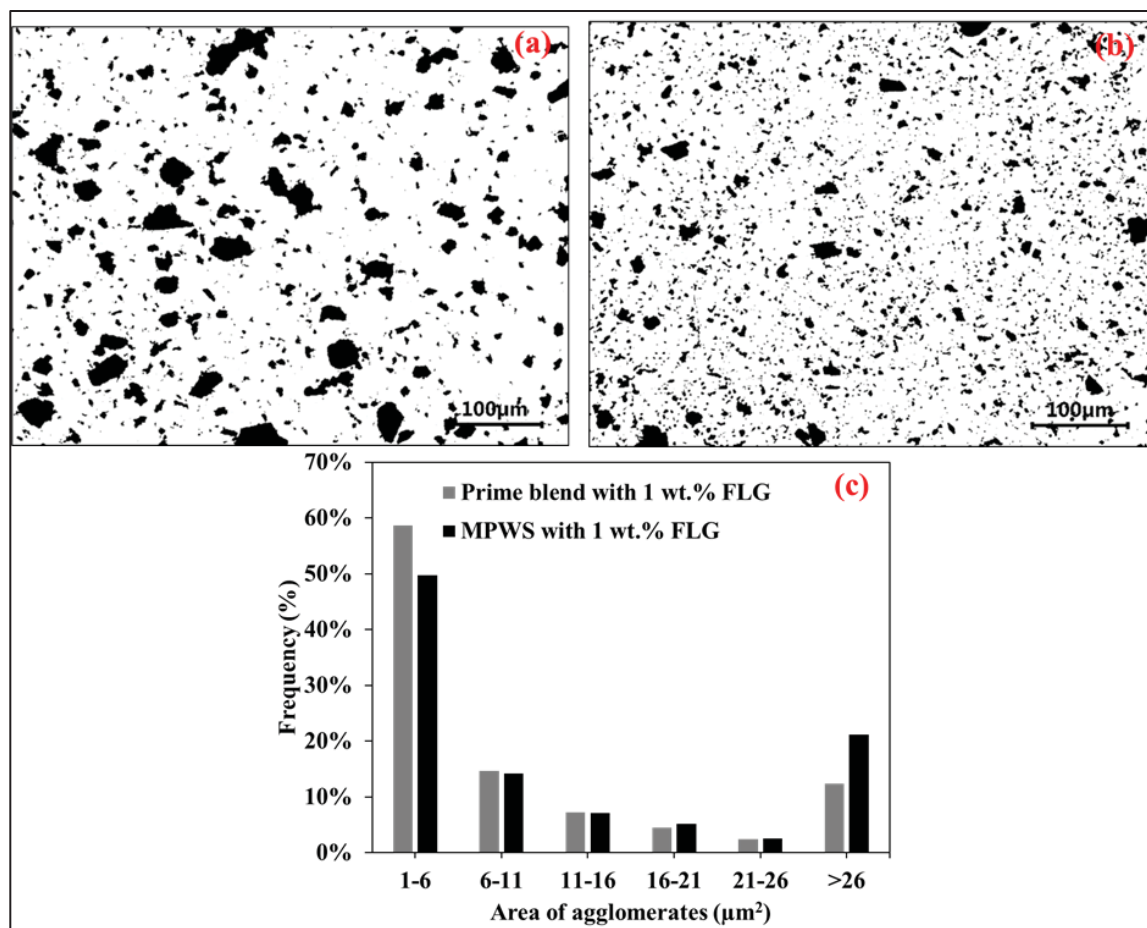 (a)
(b)
100µm
100µm
(c)
Prime blend with 1 wt.% FLG
MPWS with 1 wt.% FLG
Frequency (%)
70%
60%
50%
40%
30%
20%
10%
0%
1-6 6-11 11-16 16-21 21-26 >26
Area of agglomerates (µm²)